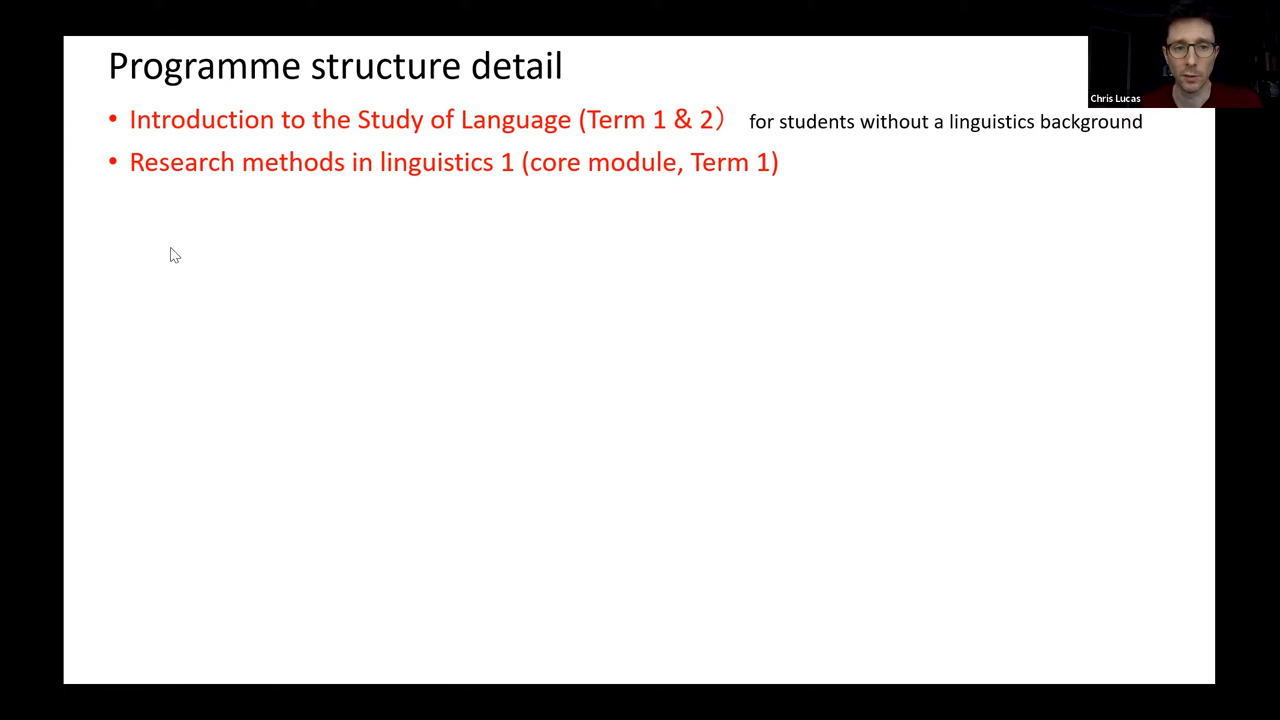 Programme structure detail
Chris Lucas
• Introduction to the Study of Language (Term 1 & 2） for students without a linguistics background
• Research methods in linguistics 1 (core module, Term 1)